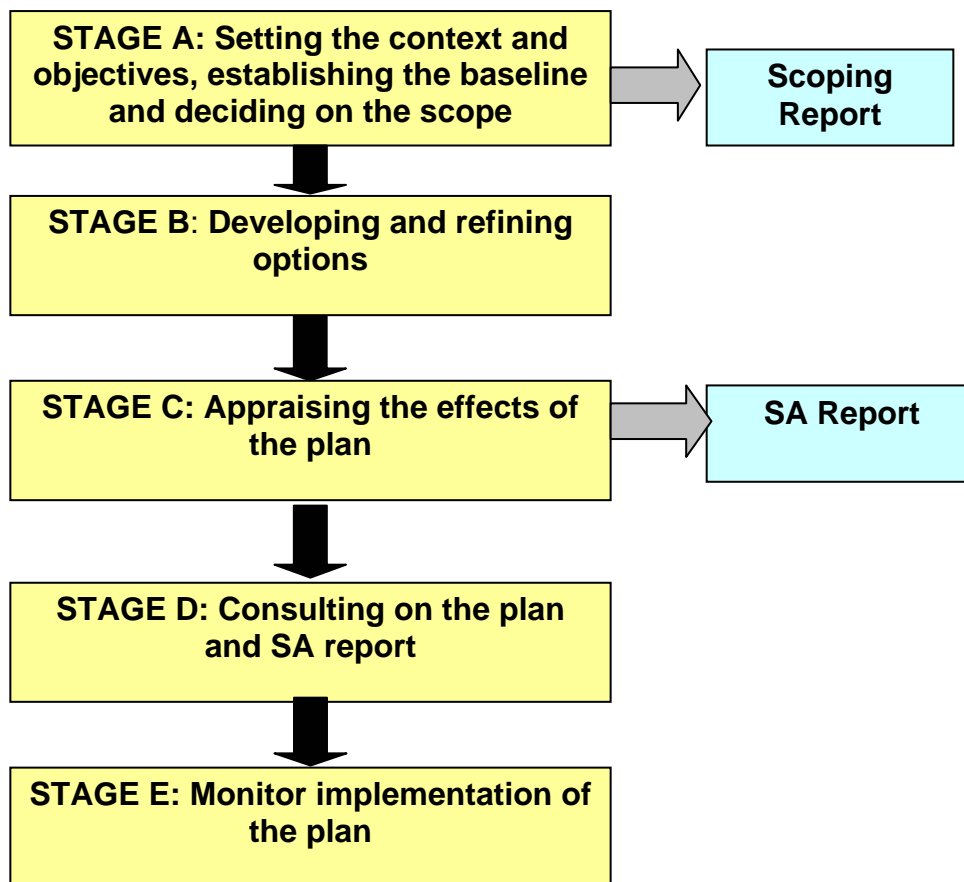 STAGE A: Setting the context and
objectives, establishing the baseline
and deciding on the scope
Scoping
Report
STAGE B: Developing and refining
options
STAGE C: Appraising the effects of
the plan
SA Report
STAGE D: Consulting on the plan
and SA report
STAGE E: Monitor implementation of
the plan